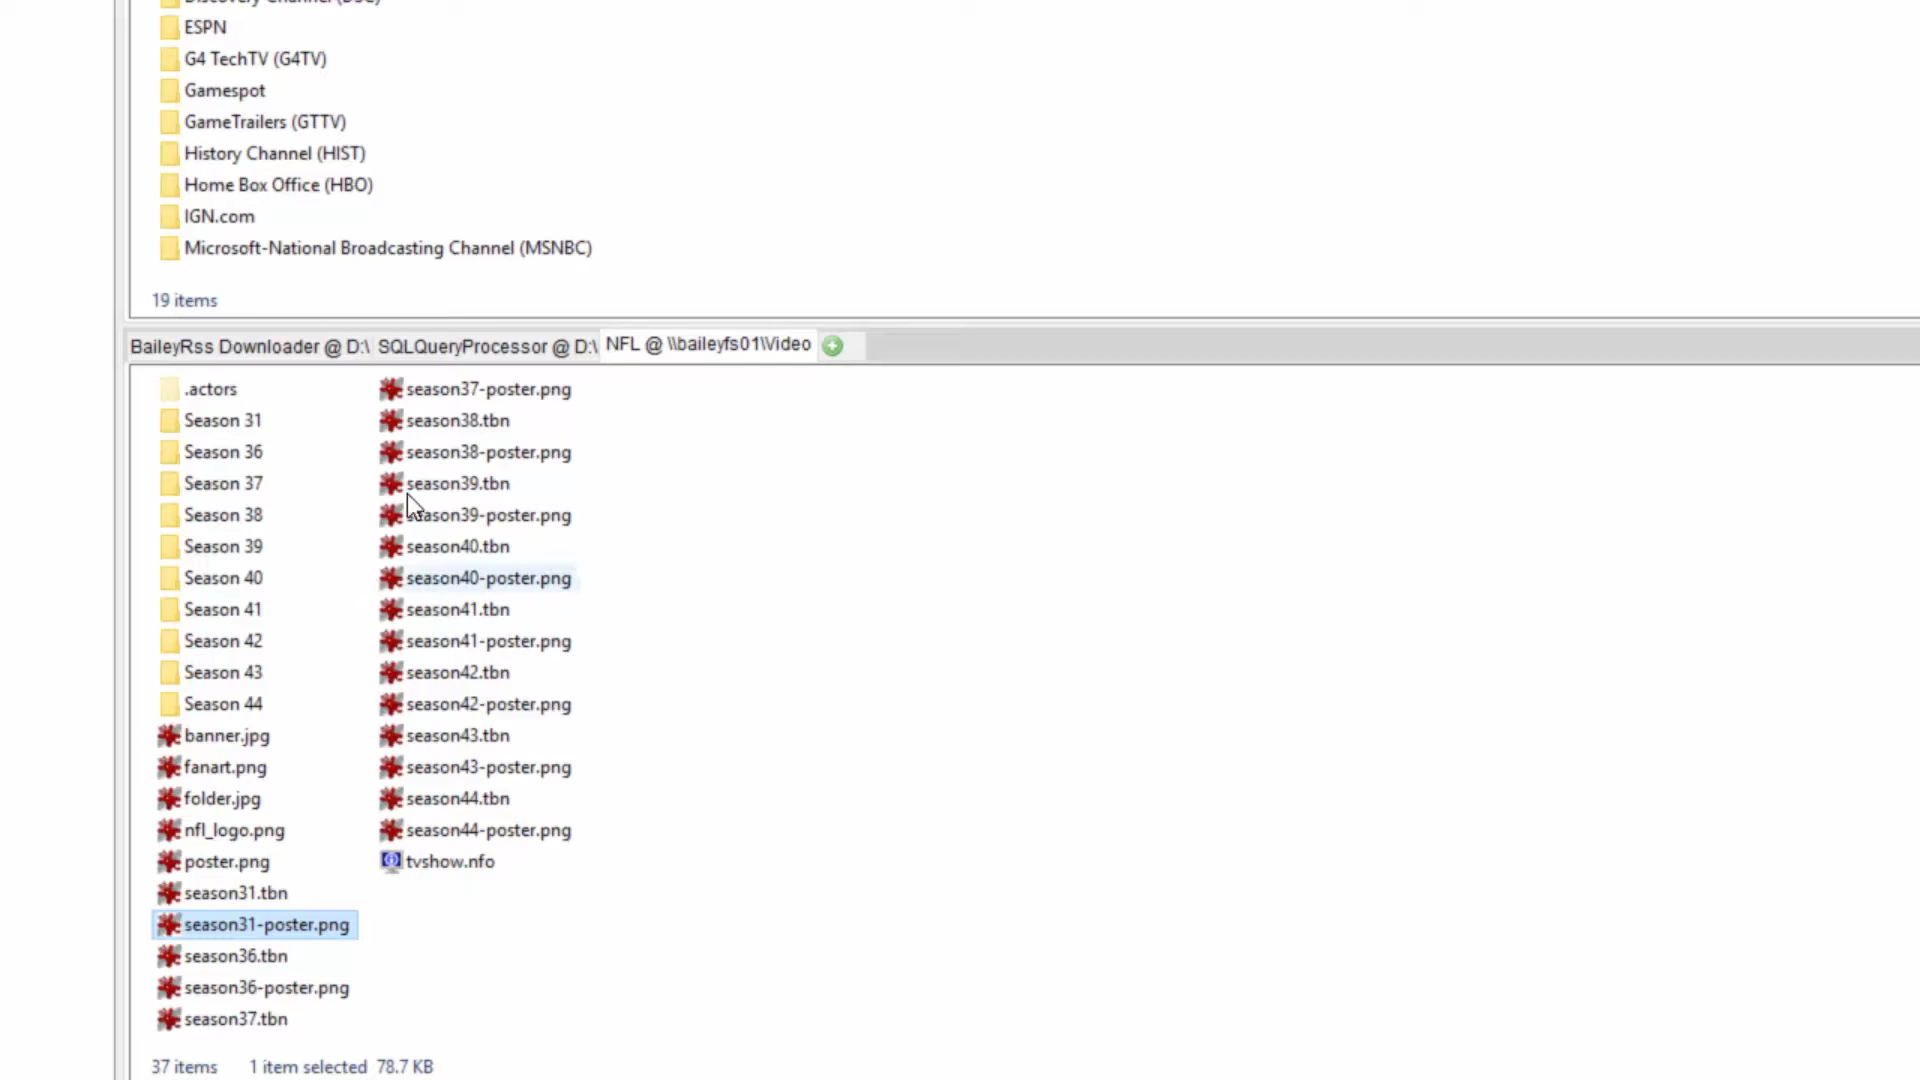 Discovery Channel (DSC)
ESPN
G4 TechTV (G4TV)
Gamespot
GameTrailers (GTTV)
History Channel (HIST)
Home Box Office (HBO)
IGN.com
Microsoft-National Broadcasting Channel (MSNBC)
19 items
BaileyRss Downloader @ D:\ SQLQueryProcessor @ D:\ NFL @ \\baileyfs01\Video
.actors
Season 31
Season 36
Season 37
Season 38
Season 39
Season 40
Season 41
Season 42
Season 43
Season 44
banner.jpg
fanart.png
folder.jpg
nfl_logo.png
poster.png
season31.tbn
season31-poster.png
season36.tbn
season36-poster.png
season37.tbn
season37-poster.png
season38.tbn
season38-poster.png
season39.tbn
season39-poster.png
season40.tbn
season40-poster.png
season41.tbn
season41-poster.png
season42.tbn
season42-poster.png
season43.tbn
season43-poster.png
season44.tbn
season44-poster.png
tvshow.nfo
37 items 1 item selected 78.7 KB